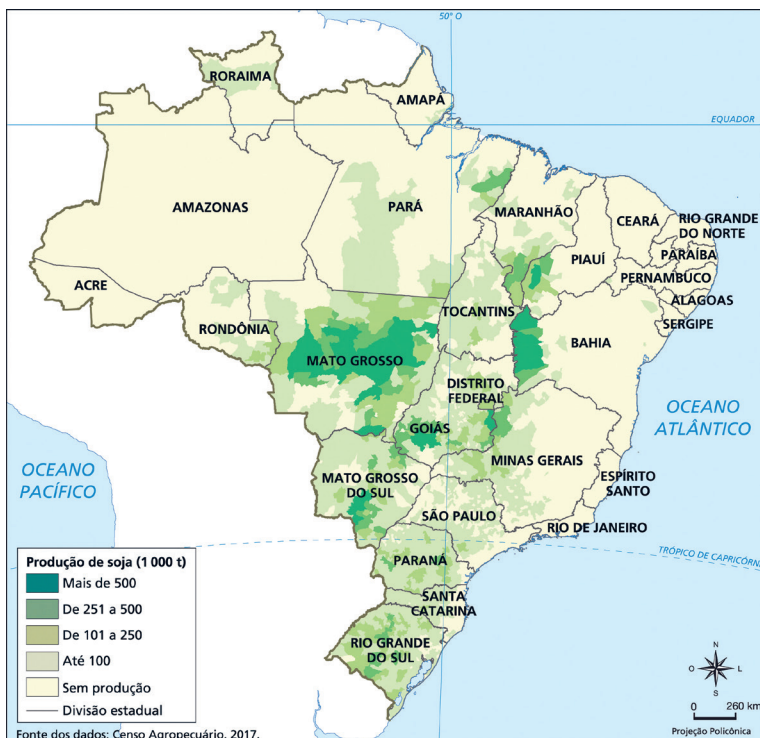 50° O
RORAIMA
AMAPÁ
EQUADOR
AMAZONAS
PARÁ
MARANHÃO
CEARÁ
RIO GRANDE
DO NORTE
PARAÍBA
PIAUÍ
PERNAMBUCO
ACRE
ALAGOAS
TOCANTINS
SERGIPE
RONDÔNIA
BAHIA
MATO GROSSO
DISTRITO
FEDERAL
OCEANO
ATLÂNTICO
GOIÁS
OCEANO
PACÍFICO
MINAS GERAIS
MATO GROSSO
DO SUL
ESPÍRITO
SANTO
SÃO PAULO
RIO DE JANEIRO
TRÓPICO DE CAPRICÓRN
PARANÁ
SANTA
CATARINA
RIO GRANDE
DO SUL
Produção de soja (1 000 t)
Mais de 500
De 251 a 500
De 101 a 250
Até 100
Sem produção
Divisão estadual
N
O L
S
0 260 km
Projeção Policônica
Fonte dos dados: Censo Agropecuário, 2017.